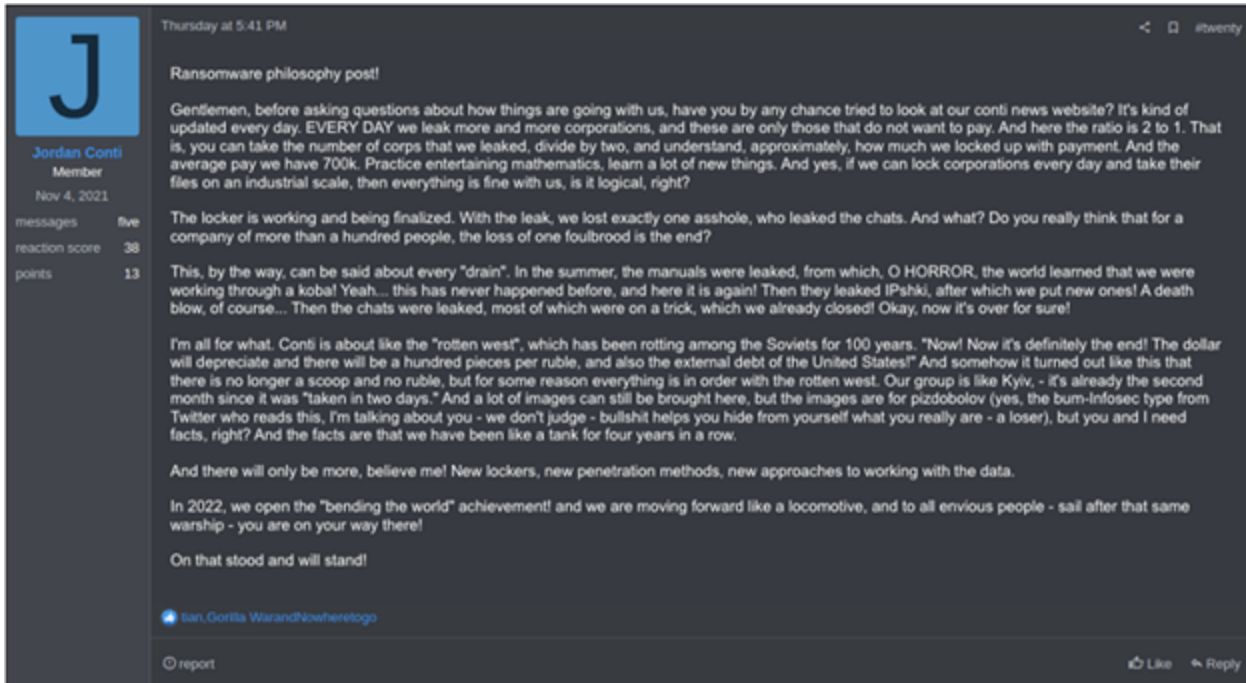 J
Jordan Conti
Member
Nov 4, 2021
messages five
reaction score 38
points 13
Thursday at 5:41 PM
#twenty
Ransomware philosophy post!
Gentlemen, before asking questions about how things are going with us, have you by any chance tried to look at our conti news website? It's kind of
updated every day. EVERY DAY we leak more and more corporations, and these are only those that do not want to pay. And here the ratio is 2 to 1. That
is, you can take the number of corps that we leaked, divide by two, and understand, approximately, how much we locked up with payment. And the
average pay we have 700k. Practice entertaining mathematics, learn a lot of new things. And yes, if we can lock corporations every day and take their
files on an industrial scale, then everything is fine with us, is it logical, right?
The locker is working and being finalized. With the leak, we lost exactly one asshole, who leaked the chats. And what? Do you really think that for a
company of more than a hundred people, the loss of one foulbrood is the end?
This, by the way, can be said about every "drain". In the summer, the manuals were leaked, from which, O HORROR, the world learned that we were
working through a koba! Yeah... this has never happened before, and here it is again! Then they leaked IPshki, after which we put new ones! A death
blow, of course... Then the chats were leaked, most of which were on a trick, which we already closed! Okay, now it's over for sure!
I'm all for what. Conti is about like the "rotten west", which has been rotting among the Soviets for 100 years. "Now! Now it's definitely the end! The dollar
will depreciate and there will be a hundred pieces per ruble, and also the external debt of the United States!" And somehow it turned out like this that
there is no longer a scoop and no ruble, but for some reason everything is in order with the rotten west. Our group is like Kyiv, - it's already the second
month since it was "taken in two days." And a lot of images can still be brought here, but the images are for pizdobolov (yes, the bum-Infosec type from
Twitter who reads this, I'm talking about you - we don't judge - bullshit helps you hide from yourself what you really are - a loser), but you and I need
facts, right? And the facts are that we have been like a tank for four years in a row.
And there will only be more, believe me! New lockers, new penetration methods, new approaches to working with the data.
In 2022, we open the "bending the world" achievement! and we are moving forward like a locomotive, and to all envious people - sail after that same
warship - you are on your way there!
On that stood and will stand!
tian,Gorilla WarandNowheretogo
report
Like Reply